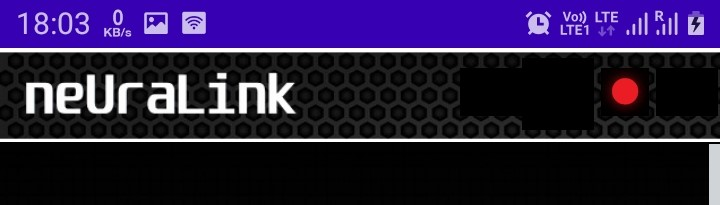 18:03 0 KB/s Vo)) LTE LTE1 R
neUraLink